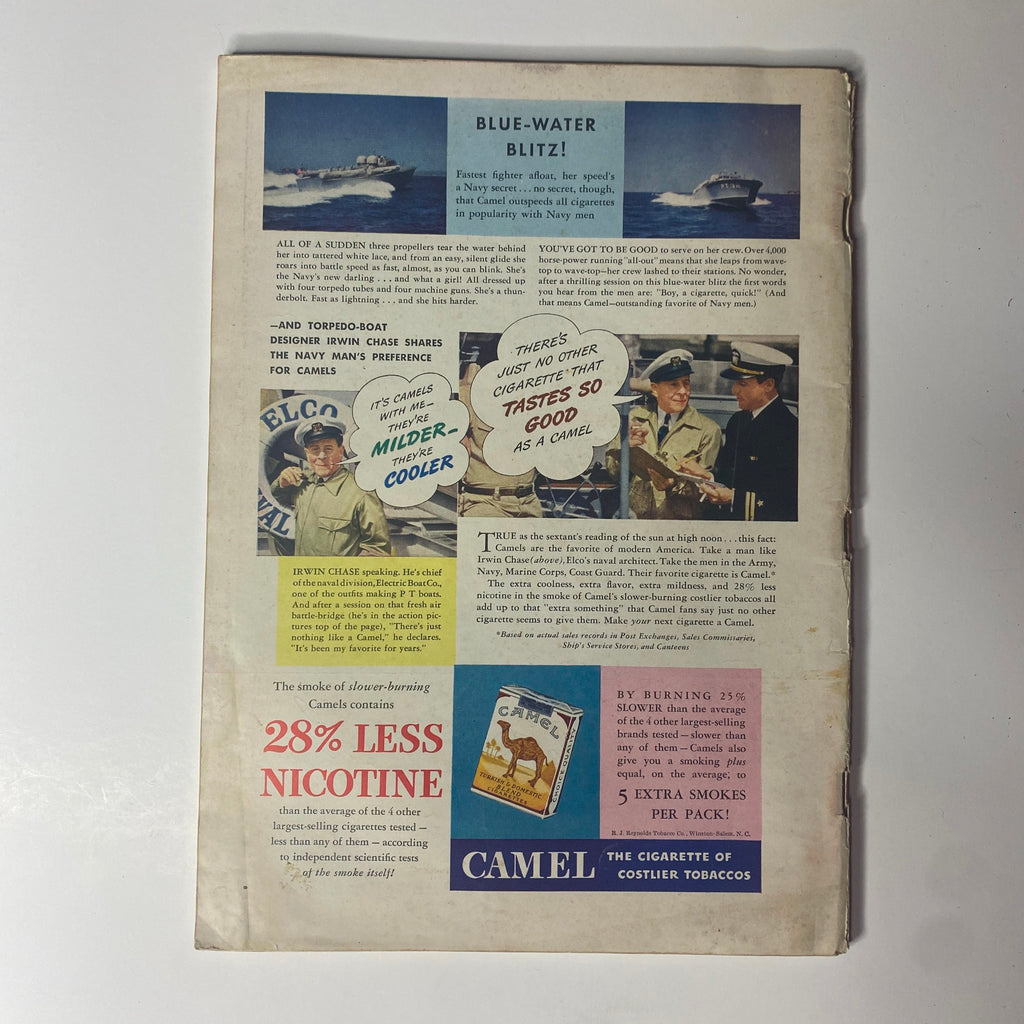 BLUE-WATER
BLITZ!
Fastest fighter afloat, her speed's
a Navy secret . . . no secret, though,
that Camel outspeeds all cigarettes
in popularity with Navy men
ALL OF A SUDDEN three propellers tear the water behind
her into tattered white lace, and from an easy, silent glide she
roars into battle speed as fast, almost, as you can blink. She's
the Navy's new darling . . . and what a girl! All dressed up
with four torpedo tubes and four machine guns. She's a thun-
derbolt. Fast as lightning . . . and she hits harder.
YOU'VE GOT TO BE GOOD to serve on her crew. Over 4,000
horse-power running "all-out" means that she leaps from wave-
top to wave-top—her crew lashed to their stations. No wonder,
after a thrilling session on this blue-water blitz the first words
you hear from the men are: "Boy, a cigarette, quick!" (And
that means Camel—outstanding favorite of Navy men.)
—AND TORPEDO-BOAT
DESIGNER IRWIN CHASE SHARES
THE NAVY MAN'S PREFERENCE
FOR CAMELS
ELCO
VAL
IT'S CAMELS
WITH ME—
THEY'RE
MILDER—
THEY'RE
COOLER
THERE'S
JUST NO OTHER
CIGARETTE THAT
TASTES SO
GOOD
AS A CAMEL
IRWIN CHASE speaking. He's chief
of the naval division, Electric Boat Co.,
one of the outfits making P T boats.
And after a session on that fresh air
battle-bridge (he's in the action pic-
tures top of the page), "There's just
nothing like a Camel," he declares.
"It's been my favorite for years."
TRUE as the sextant's reading of the sun at high noon . . . this fact:
Camels are the favorite of modern America. Take a man like
Irwin Chase (above), Elco's naval architect. Take the men in the Army,
Navy, Marine Corps, Coast Guard. Their favorite cigarette is Camel.*
The extra coolness, extra flavor, extra mildness, and 28% less
nicotine in the smoke of Camel's slower-burning costlier tobaccos all
add up to that "extra something" that Camel fans say just no other
cigarette seems to give them. Make your next cigarette a Camel.
*Based on actual sales records in Post Exchanges, Sales Commissaries,
Ship's Service Stores, and Canteens
The smoke of slower-burning
Camels contains
28% LESS
NICOTINE
than the average of the 4 other
largest-selling cigarettes tested —
less than any of them — according
to independent scientific tests
of the smoke itself!
CAMEL
TURKISH & DOMESTIC
BLEND
CIGARETTES
CHOICE QUALITY
BY BURNING 25%
SLOWER than the average
of the 4 other largest-selling
brands tested — slower than
any of them — Camels also
give you a smoking plus
equal, on the average, to
5 EXTRA SMOKES
PER PACK!
R. J. Reynolds Tobacco Co., Winston-Salem, N. C.
CAMEL
THE CIGARETTE OF
COSTLIER TOBACCOS